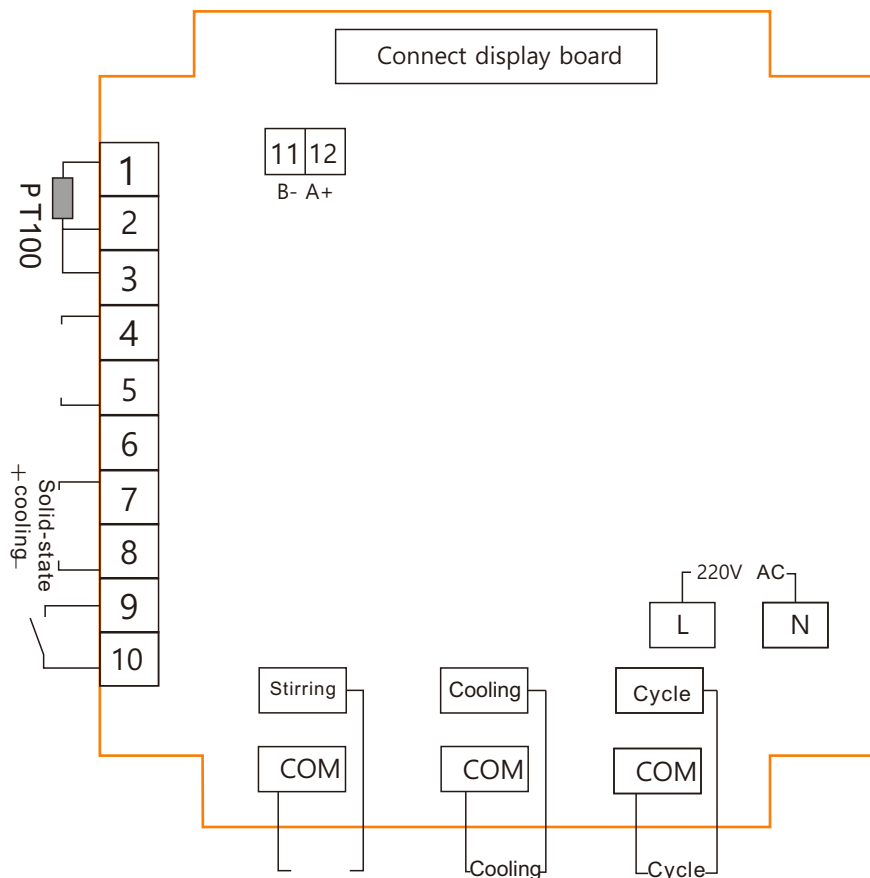 Connect display board
11 12
B- A+
PT100
1
2
3
4
5
6
7
8
9
10
Solid-state
+cooling-
220V AC
L N
Stirring Cooling Cycle
COM COM COM
Cooling Cycle